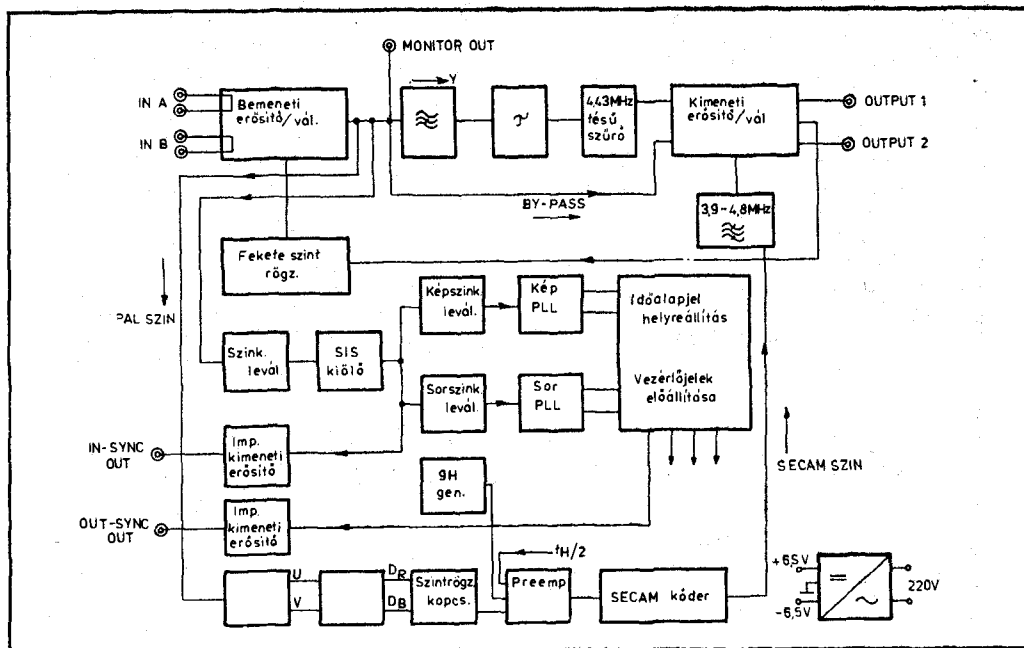 MONITOR OUT
IN A
IN B
Bemeneti
erősítő/vál.
Y
τ
4,43MHz
fésű
szűrő
Kimeneti
erősítő/vál
OUTPUT 1
OUTPUT 2
BY-PASS
3,9-4,8MHz
Fekete szint
rögz.
PAL SZIN
Szink.
levál
SIS
kiölő
Képszink.
levál.
Kép
PLL
Sorszink.
levál.
Sor
PLL
Időalapjel
helyreállítás
Vezérlőjelek
előállítása
SECAM SZIN
IN-SYNC
OUT
Imp.
kimeneti
erősítő
OUT-SYNC
OUT
Imp.
kimeneti
erősítő
9H
gen.
fH/2
U
V
DR
DB
Szintrögz.
kapcs.
Preemp
SECAM kóder
+6,5V
-6,5V
220V